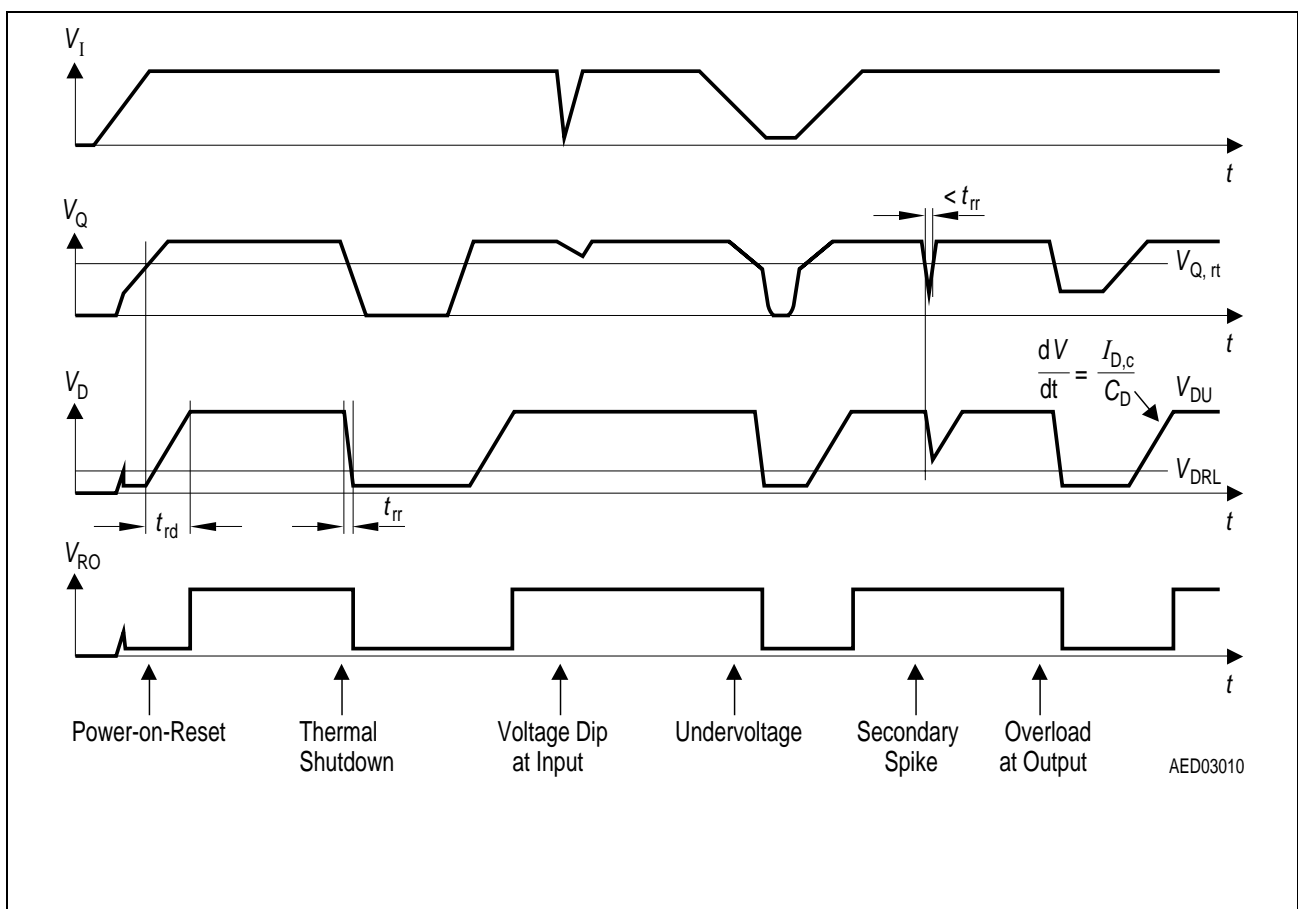 V_I
t
V_Q
< t_rr
V_Q, rt
t
V_D
dV/dt = I_D,c/C_D
V_DU
V_DRL
t_rd
t_rr
t
V_RO
t
Power-on-Reset
Thermal
Shutdown
Voltage Dip
at Input
Undervoltage
Secondary
Spike
Overload
at Output
AED03010